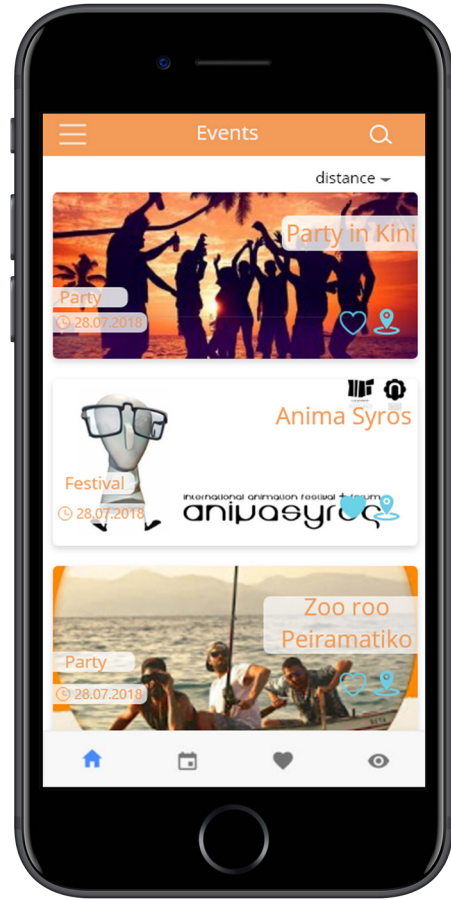 Events
distance
Party in Kini
Party
28.07.2018
Anima Syros
Festival
28.07.2018
international animation festival + forum
animasyros
Zoo roo
Peiramatiko
Party
28.07.2018
BETA